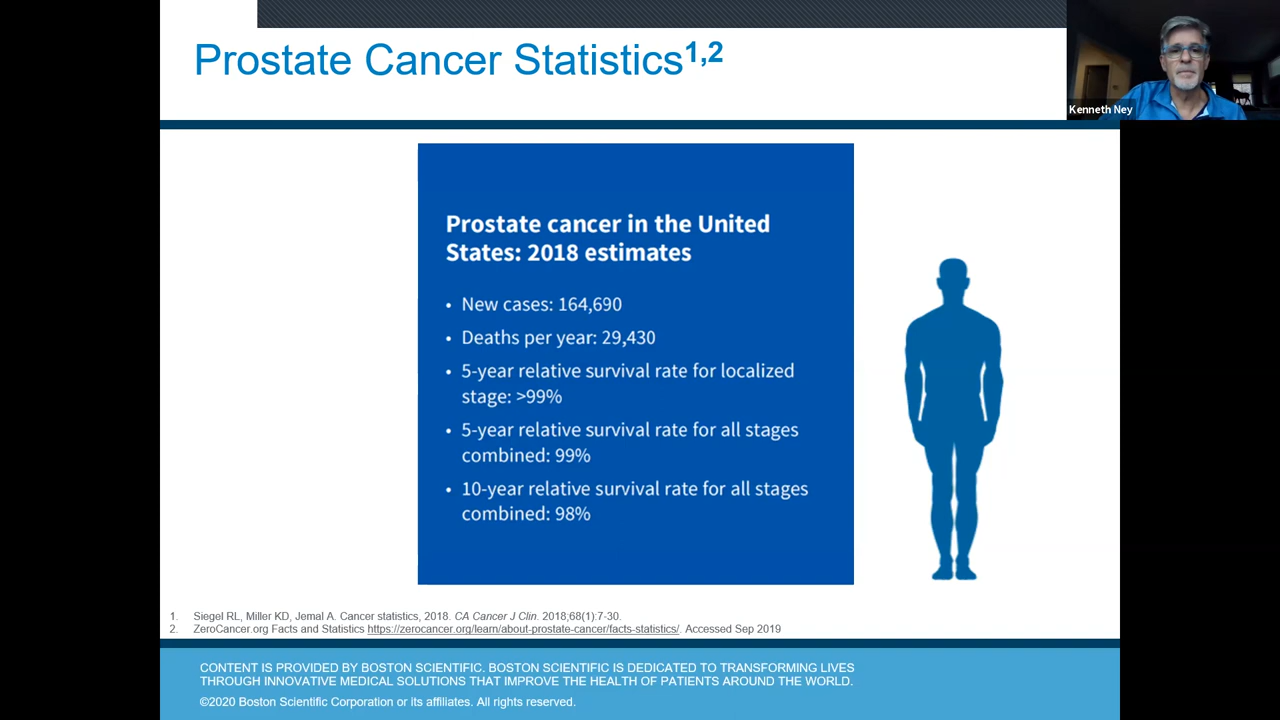 Prostate Cancer Statistics1,2
Kenneth Ney
Prostate cancer in the United
States: 2018 estimates
• New cases: 164,690
• Deaths per year: 29,430
• 5-year relative survival rate for localized
stage: >99%
• 5-year relative survival rate for all stages
combined: 99%
• 10-year relative survival rate for all stages
combined: 98%
1. Siegel RL, Miller KD, Jemal A. Cancer statistics, 2018. CA Cancer J Clin. 2018;68(1):7-30.
2. ZeroCancer.org Facts and Statistics https://zerocancer.org/learn/about-prostate-cancer/facts-statistics/. Accessed Sep 2019
CONTENT IS PROVIDED BY BOSTON SCIENTIFIC. BOSTON SCIENTIFIC IS DEDICATED TO TRANSFORMING LIVES
THROUGH INNOVATIVE MEDICAL SOLUTIONS THAT IMPROVE THE HEALTH OF PATIENTS AROUND THE WORLD.
©2020 Boston Scientific Corporation or its affiliates. All rights reserved.